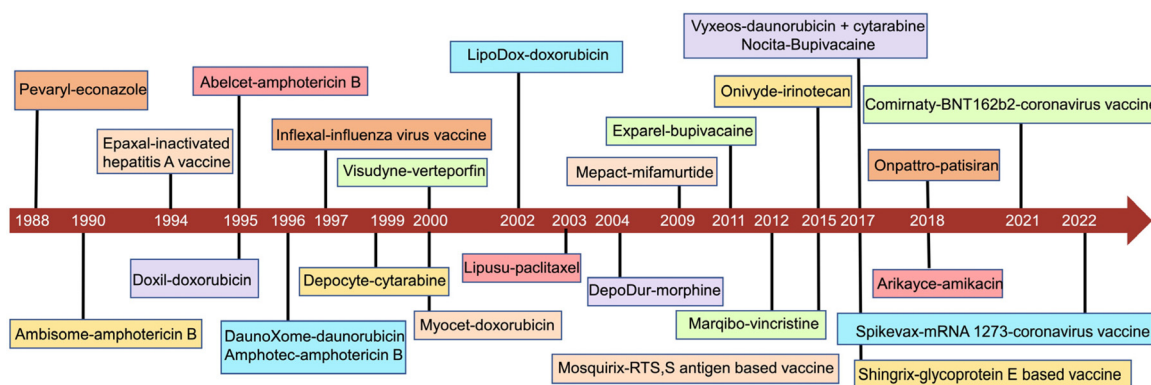 Vyxeos-daunorubicin + cytarabine
Nocita-Bupivacaine
LipoDox-doxorubicin
Pevaryl-econazole
Abelcet-amphotericin B
Onivyde-irinotecan
Comirnaty-BNT162b2-coronavirus vaccine
Epaxal-inactivated
hepatitis A vaccine
Inflexal-influenza virus vaccine
Exparel-bupivacaine
Visudyne-verteporfin
Mepact-mifamurtide
Onpattro-patisiran
1988 1990 1994 1995 1996 1997 1999 2000 2002 2003 2004 2009 2011 2012 2015 2017 2018 2021 2022
Doxil-doxorubicin
Depocyte-cytarabine
Lipusu-paclitaxel
DepoDur-morphine
Arikayce-amikacin
Ambisome-amphotericin B
DaunoXome-daunorubicin
Amphotec-amphotericin B
Myocet-doxorubicin
Marqibo-vincristine
Spikevax-mRNA 1273-coronavirus vaccine
Mosquirix-RTS,S antigen based vaccine
Shingrix-glycoprotein E based vaccine